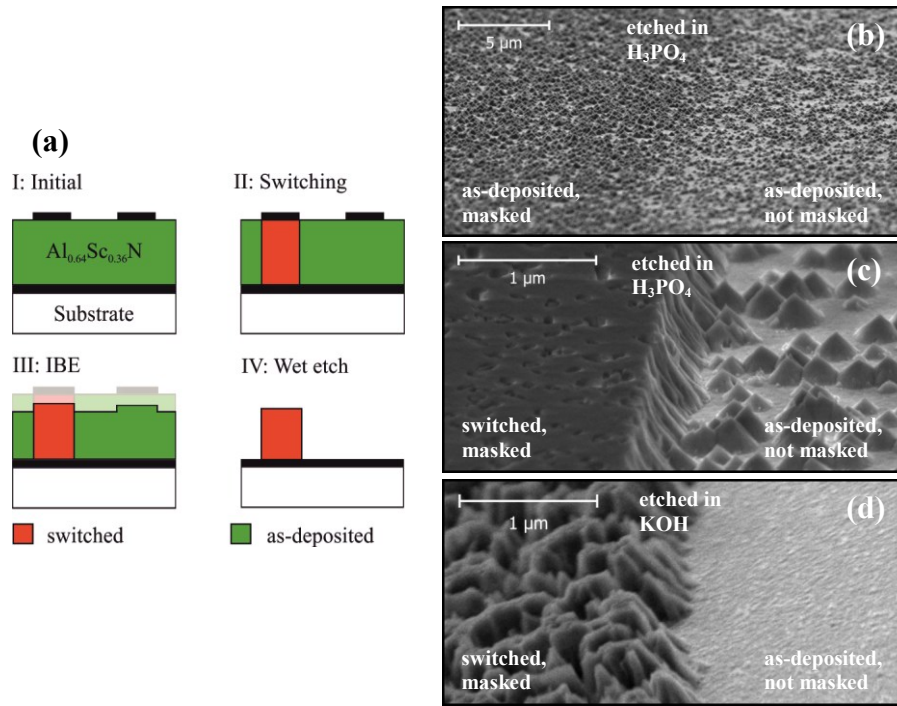 (a)
I: Initial
II: Switching
Al₀.₆₄Sc₀.₃₆N
Substrate
III: IBE
IV: Wet etch
switched
as-deposited
5 µm
etched in
H₃PO₄
(b)
as-deposited,
masked
as-deposited,
not masked
1 µm
etched in
H₃PO₄
(c)
switched,
masked
as-deposited,
not masked
1 µm
etched in
KOH
(d)
switched,
masked
as-deposited,
not masked